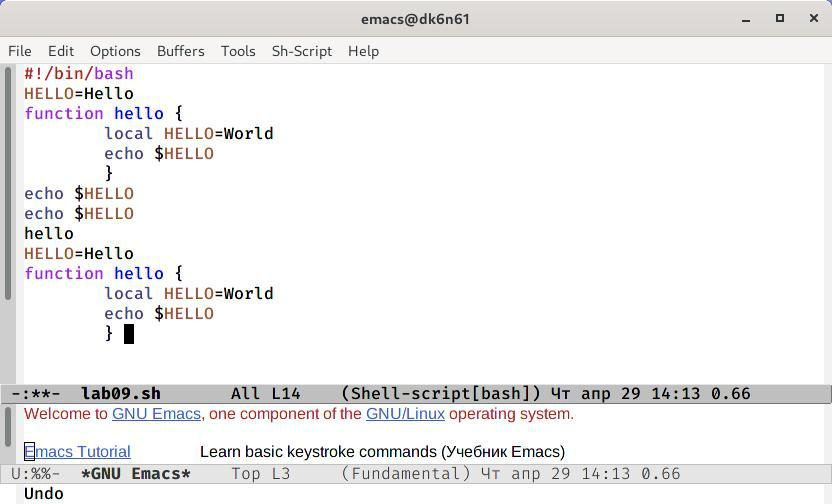 emacs@dk6n61
File Edit Options Buffers Tools Sh-Script Help
#!/bin/bash
HELLO=Hello
function hello {
        local HELLO=World
        echo $HELLO
        }
echo $HELLO
echo $HELLO
hello
HELLO=Hello
function hello {
        local HELLO=World
        echo $HELLO
        }
-:**-  lab09.sh       All L14    (Shell-script[bash]) Чт апр 29 14:13 0.66
Welcome to GNU Emacs, one component of the GNU/Linux operating system.
Emacs Tutorial Learn basic keystroke commands (Учебник Emacs)
U:%%-  *GNU Emacs*    Top L3     (Fundamental) Чт апр 29 14:13 0.66
Undo